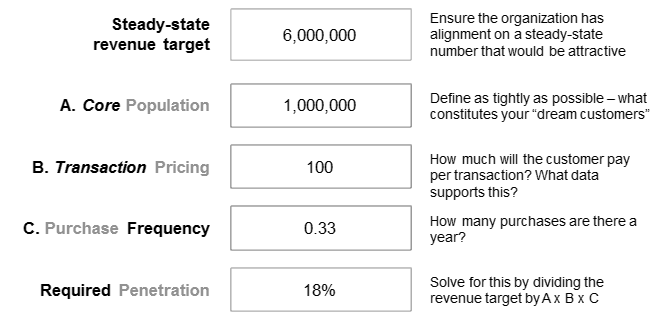 Steady-state
revenue target
6,000,000
Ensure the organization has
alignment on a steady-state
number that would be attractive
A. Core Population
1,000,000
Define as tightly as possible – what
constitutes your “dream customers”
B. Transaction Pricing
100
How much will the customer pay
per transaction? What data
supports this?
C. Purchase Frequency
0.33
How many purchases are there a
year?
Required Penetration
18%
Solve for this by dividing the
revenue target by A x B x C